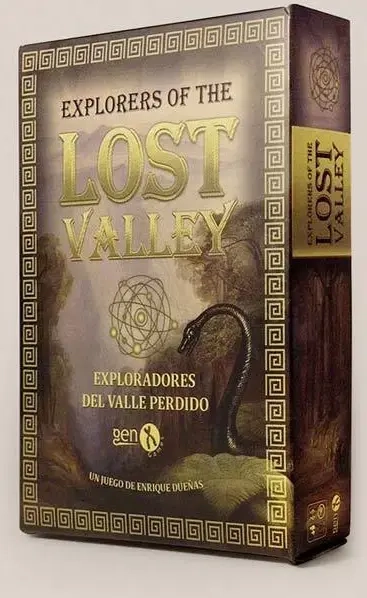 EXPLORERS OF THE
LOST
VALLEY
EXPLORADORES
DEL VALLE PERDIDO
gen X
UN JUEGO DE ENRIQUE DUEÑAS
EXPLORERS OF THE
LOST
VALLEY
gen X